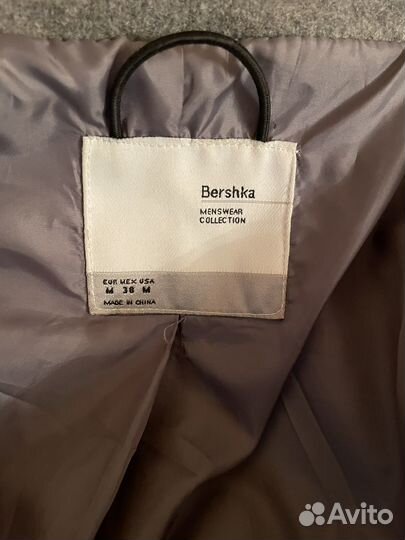 Bershka
MENSWEAR
COLLECTION
EUR MEX USA
M 38 M
MADE IN CHINA
Avito